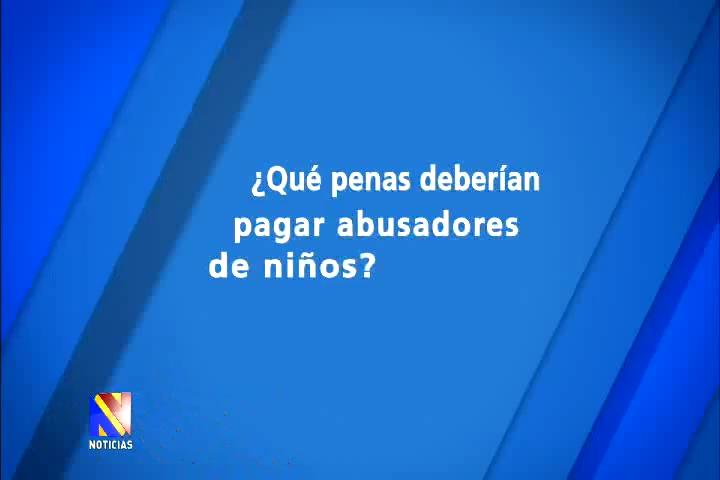 ¿Qué penas deberían
pagar abusadores
de niños?
NOTICIAS